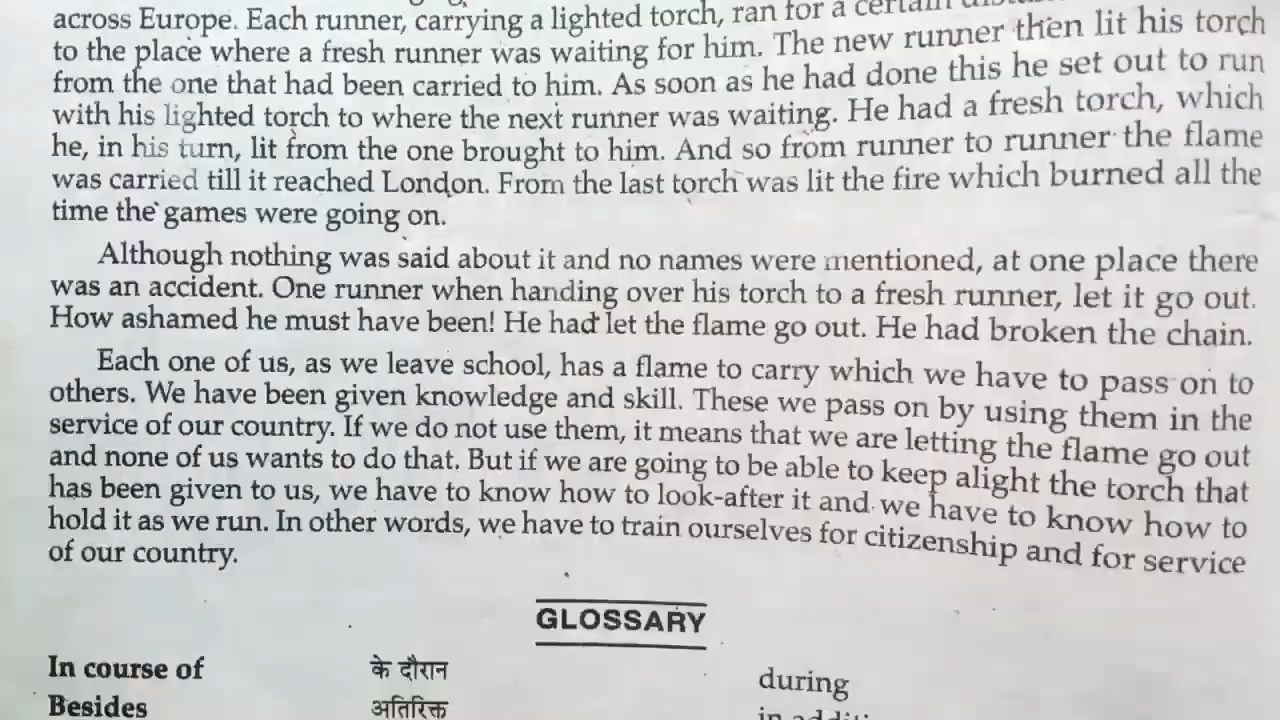 across Europe. Each runner, carrying a lighted torch, ran for a certain
to the place where a fresh runner was waiting for him. The new runner then lit his torch
from the one that had been carried to him. As soon as he had done this he set out to run
with his lighted torch to where the next runner was waiting. He had a fresh torch, which
he, in his turn, lit from the one brought to him. And so from runner to runner the flame
was carried till it reached London. From the last torch was lit the fire which burned all the
time the games were going on.
Although nothing was said about it and no names were mentioned, at one place there
was an accident. One runner when handing over his torch to a fresh runner, let it go out.
How ashamed he must have been! He had let the flame go out. He had broken the chain.
Each one of us, as we leave school, has a flame to carry which we have to pass on to
others. We have been given knowledge and skill. These we pass on by using them in the
service of our country. If we do not use them, it means that we are letting the flame go out
and none of us wants to do that. But if we are going to be able to keep alight the torch that
has been given to us, we have to know how to look-after it and we have to know how to
hold it as we run. In other words, we have to train ourselves for citizenship and for service
of our country.
GLOSSARY
In course of के दौरान during
Besides अतिरिक्त in